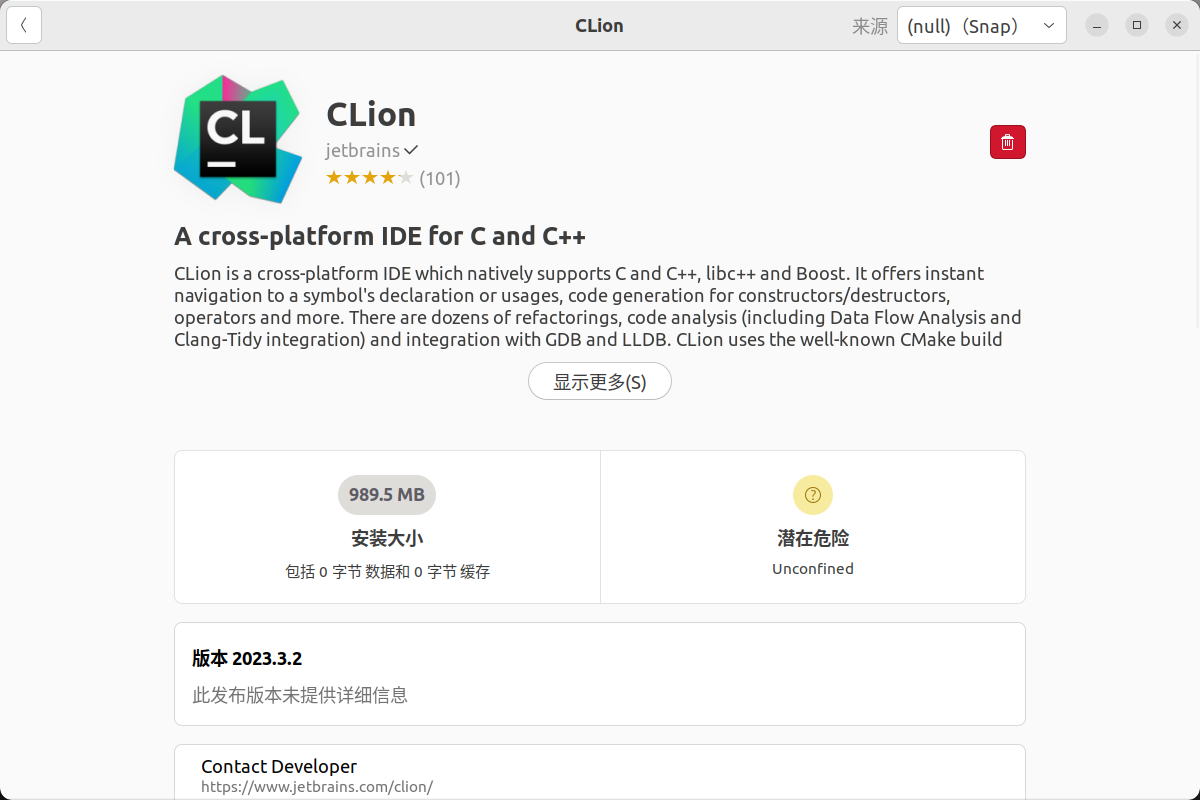 CLion
来源
(null)（Snap）
CL
CLion
jetbrains
(101)
A cross-platform IDE for C and C++
CLion is a cross-platform IDE which natively supports C and C++, libc++ and Boost. It offers instant
navigation to a symbol's declaration or usages, code generation for constructors/destructors,
operators and more. There are dozens of refactorings, code analysis (including Data Flow Analysis and
Clang-Tidy integration) and integration with GDB and LLDB. CLion uses the well-known CMake build
显示更多(S)
989.5 MB
安装大小
包括 0 字节 数据和 0 字节 缓存
?
潜在危险
Unconfined
版本 2023.3.2
此发布版本未提供详细信息
Contact Developer
https://www.jetbrains.com/clion/